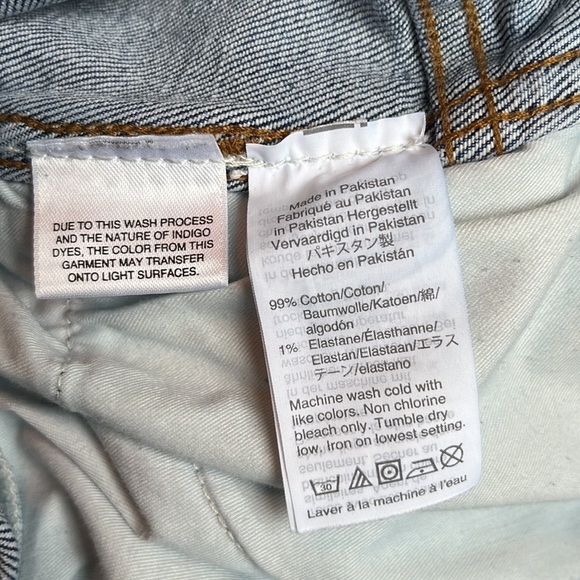 DUE TO THIS WASH PROCESS
AND THE NATURE OF INDIGO
DYES, THE COLOR FROM THIS
GARMENT MAY TRANSFER
ONTO LIGHT SURFACES.
Made in Pakistan
Fabriqué au Pakistan
in Pakistan Hergestellt
Vervaardigd in Pakistan
パキスタン製
Hecho en Pakistán
99% Cotton/Coton/
Baumwolle/Katoen/綿/
algodón
1% Elastane/Élasthanne/
Elastan/Elastaan/エラス
テーン/elastano
Machine wash cold with
like colors. Non chlorine
bleach only. Tumble dry
low. Iron on lowest setting.
30
Laver à la machine à l'eau